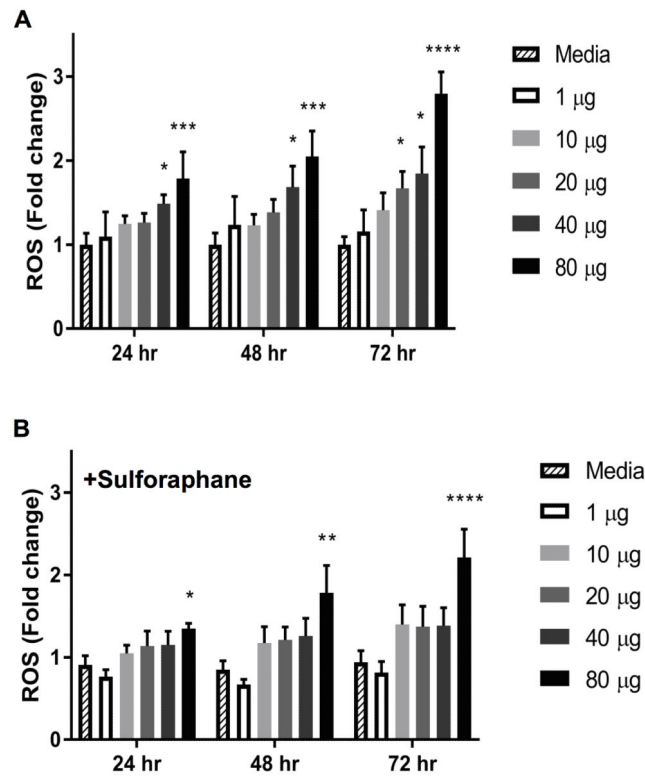 A
ROS (Fold change)
3
2
1
0
*
***
*
***
*
*
****
24 hr
48 hr
72 hr
Media
1 μg
10 μg
20 μg
40 μg
80 μg
B
+Sulforaphane
ROS (Fold change)
3
2
1
0
*
**
****
24 hr
48 hr
72 hr
Media
1 μg
10 μg
20 μg
40 μg
80 μg